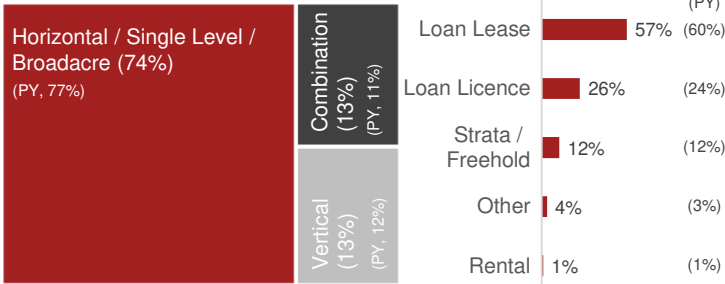 Horizontal / Single Level /
Broadacre (74%)
(PY, 77%)
Combination
(13%)
(PY, 11%)
Vertical
(13%)
(PY, 12%)
(PY)
Loan Lease 57% (60%)
Loan Licence 26% (24%)
Strata /
Freehold 12% (12%)
Other 4% (3%)
Rental 1% (1%)